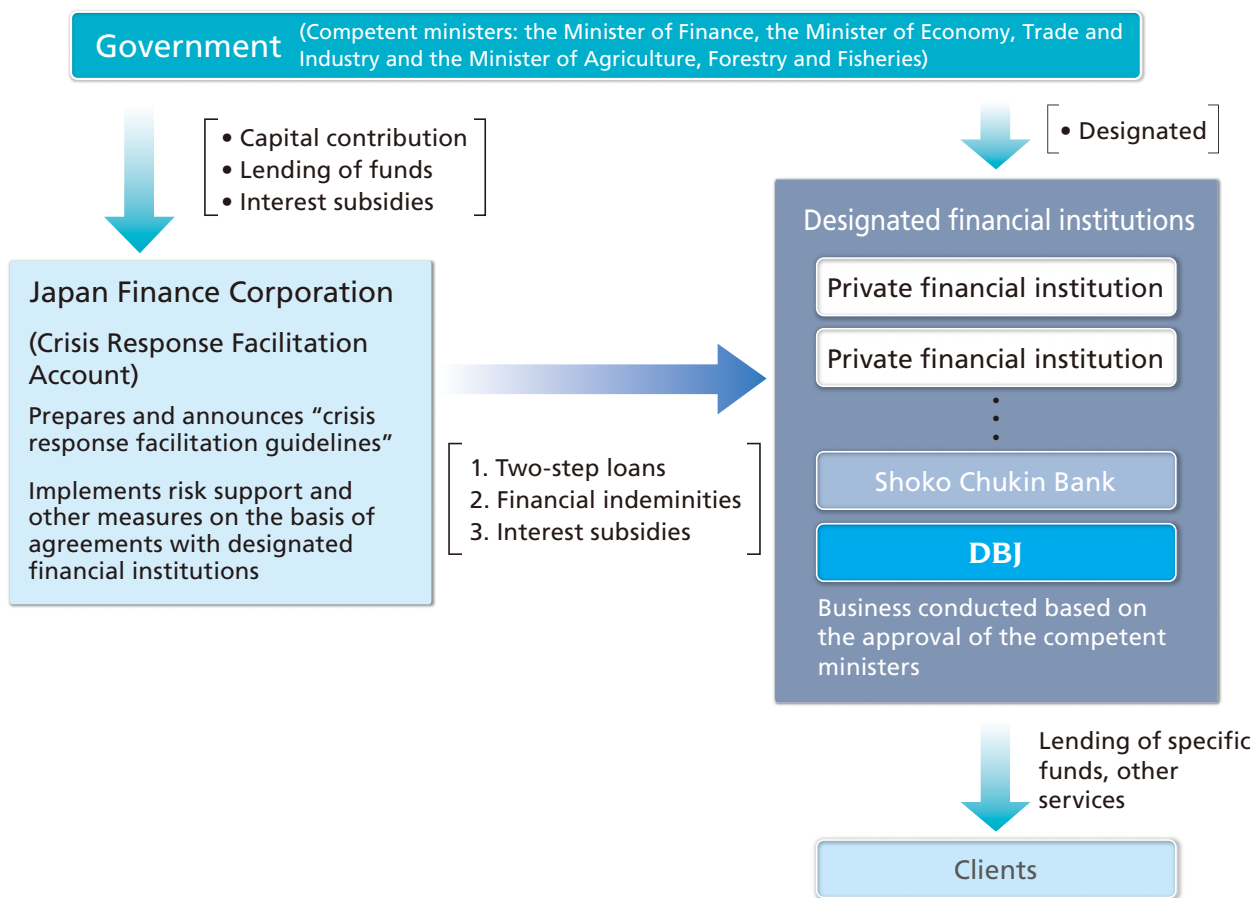 Government
(Competent ministers: the Minister of Finance, the Minister of Economy, Trade and
Industry and the Minister of Agriculture, Forestry and Fisheries)
• Capital contribution
• Lending of funds
• Interest subsidies
• Designated
Japan Finance Corporation
(Crisis Response Facilitation
Account)
Prepares and announces “crisis
response facilitation guidelines”
Implements risk support and
other measures on the basis of
agreements with designated
financial institutions
1. Two-step loans
2. Financial indeminities
3. Interest subsidies
Designated financial institutions
Private financial institution
Private financial institution
Shoko Chukin Bank
DBJ
Business conducted based on
the approval of the competent
ministers
Lending of specific
funds, other
services
Clients